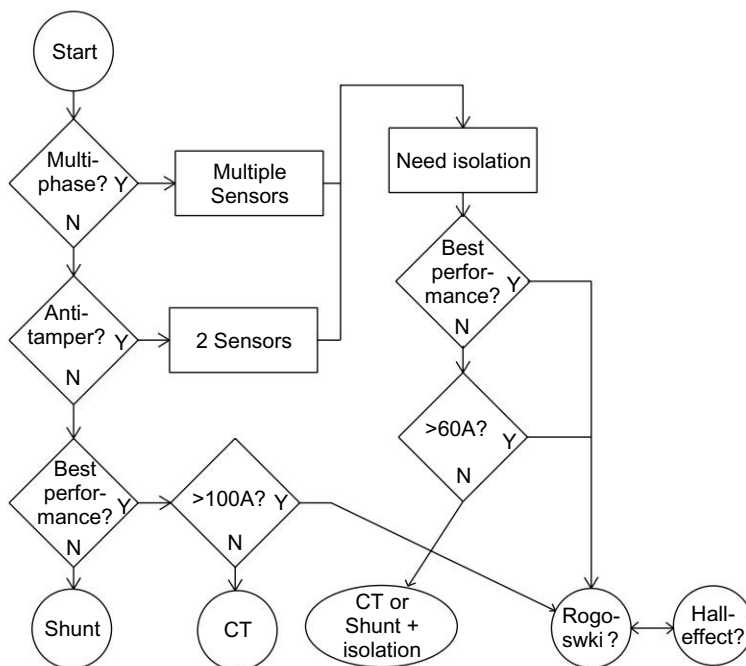 Start
Multi-
phase?
Y
N
Multiple
Sensors
Need isolation
Best
perfor-
mance?
Y
N
Anti-
tamper?
Y
N
2 Sensors
>60A?
Y
N
Best
perfor-
mance?
Y
N
>100A?
Y
N
Shunt
CT
CT or
Shunt +
isolation
Rogo-
swki ?
Hall-
effect?